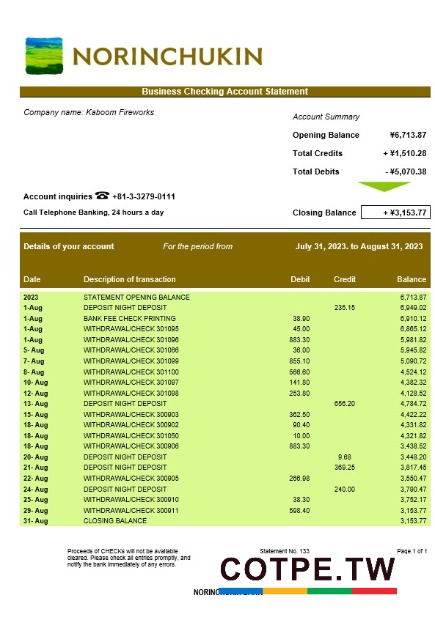 NORINCHUKIN
Business Checking Account Statement
Company name: Kaboom Fireworks
Account Summary
Opening Balance ¥6,713.87
Total Credits + ¥1,510.28
Total Debits - ¥5,070.38
Account inquiries ☎ +81-3-3279-0111
Call Telephone Banking, 24 hours a day
Closing Balance + ¥3,153.77
Details of your account For the period from July 31, 2023. to August 31, 2023
Date Description of transaction Debit Credit Balance
2023 STATEMENT OPENING BALANCE 6,713.87
1-Aug DEPOSIT NIGHT DEPOSIT 235.15 6,949.02
1-Aug BANK FEE CHECK PRINTING 38.90 6,910.12
1-Aug WITHDRAWAL/CHECK 301095 45.00 6,865.12
1-Aug WITHDRAWAL/CHECK 301096 883.30 5,981.82
5- Aug WITHDRAWAL/CHECK 301086 36.00 5,945.82
7- Aug WITHDRAWAL/CHECK 301099 855.10 5,090.72
8- Aug WITHDRAWAL/CHECK 301100 566.60 4,524.12
10- Aug WITHDRAWAL/CHECK 301097 141.80 4,382.32
12- Aug WITHDRAWAL/CHECK 301098 253.80 4,128.52
13- Aug DEPOSIT NIGHT DEPOSIT 656.20 4,784.72
15- Aug WITHDRAWAL/CHECK 300903 362.50 4,422.22
18- Aug WITHDRAWAL/CHECK 300902 90.40 4,331.82
18- Aug WITHDRAWAL/CHECK 301050 10.00 4,321.82
18- Aug WITHDRAWAL/CHECK 300906 883.30 3,438.52
20- Aug DEPOSIT NIGHT DEPOSIT 9.68 3,448.20
21- Aug DEPOSIT NIGHT DEPOSIT 369.25 3,817.45
22- Aug WITHDRAWAL/CHECK 300905 266.98 3,550.47
24- Aug DEPOSIT NIGHT DEPOSIT 240.00 3,790.47
25- Aug WITHDRAWAL/CHECK 300910 38.30 3,752.17
29- Aug WITHDRAWAL/CHECK 300911 598.40 3,153.77
31- Aug CLOSING BALANCE 3,153.77
Proceeds of CHECKs will not be available
cleared. Please check all entries promptly, and
notify the bank immediately of any errors.
Statement No. 133
Page 1 of 1
COTPE.TW